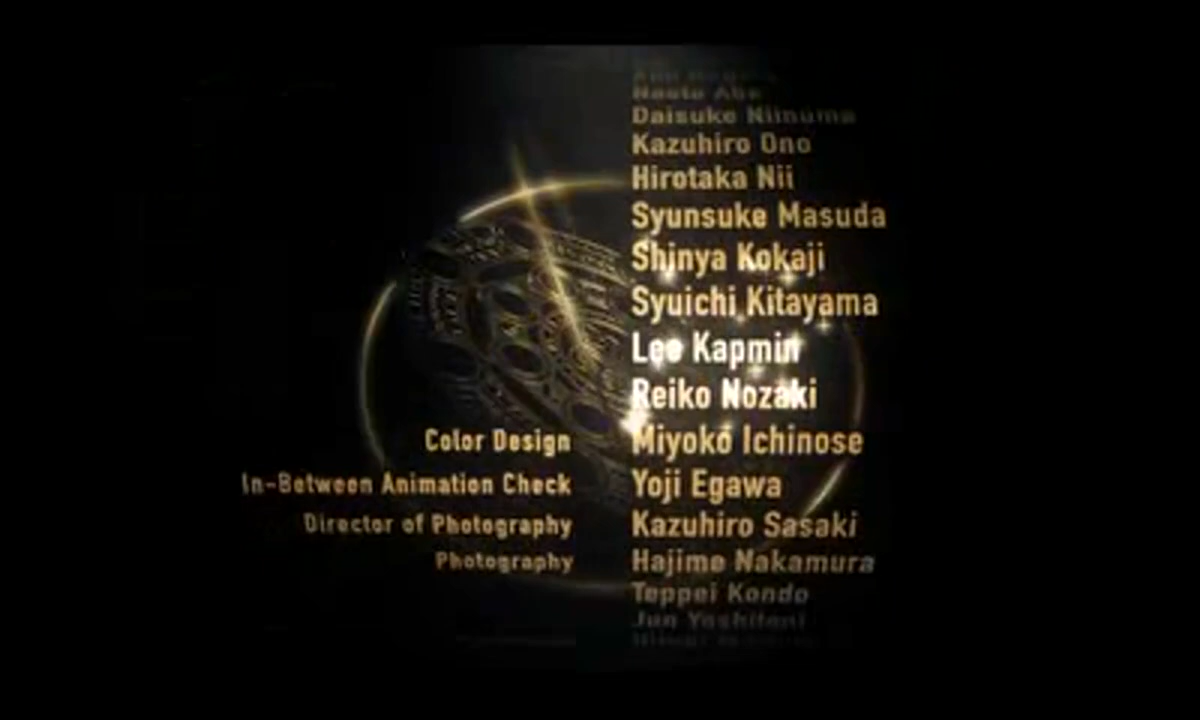 Daisuke Niinuma
Kazuhiro Ono
Hirotaka Nii
Syunsuke Masuda
Shinya Kokaji
Syuichi Kitayama
Lee Kapmin
Reiko Nozaki
Color Design Miyoko Ichinose
In-Between Animation Check Yoji Egawa
Director of Photography Kazuhiro Sasaki
Photography Hajime Nakamura
Teppei Kondo
Jun Yoshitani